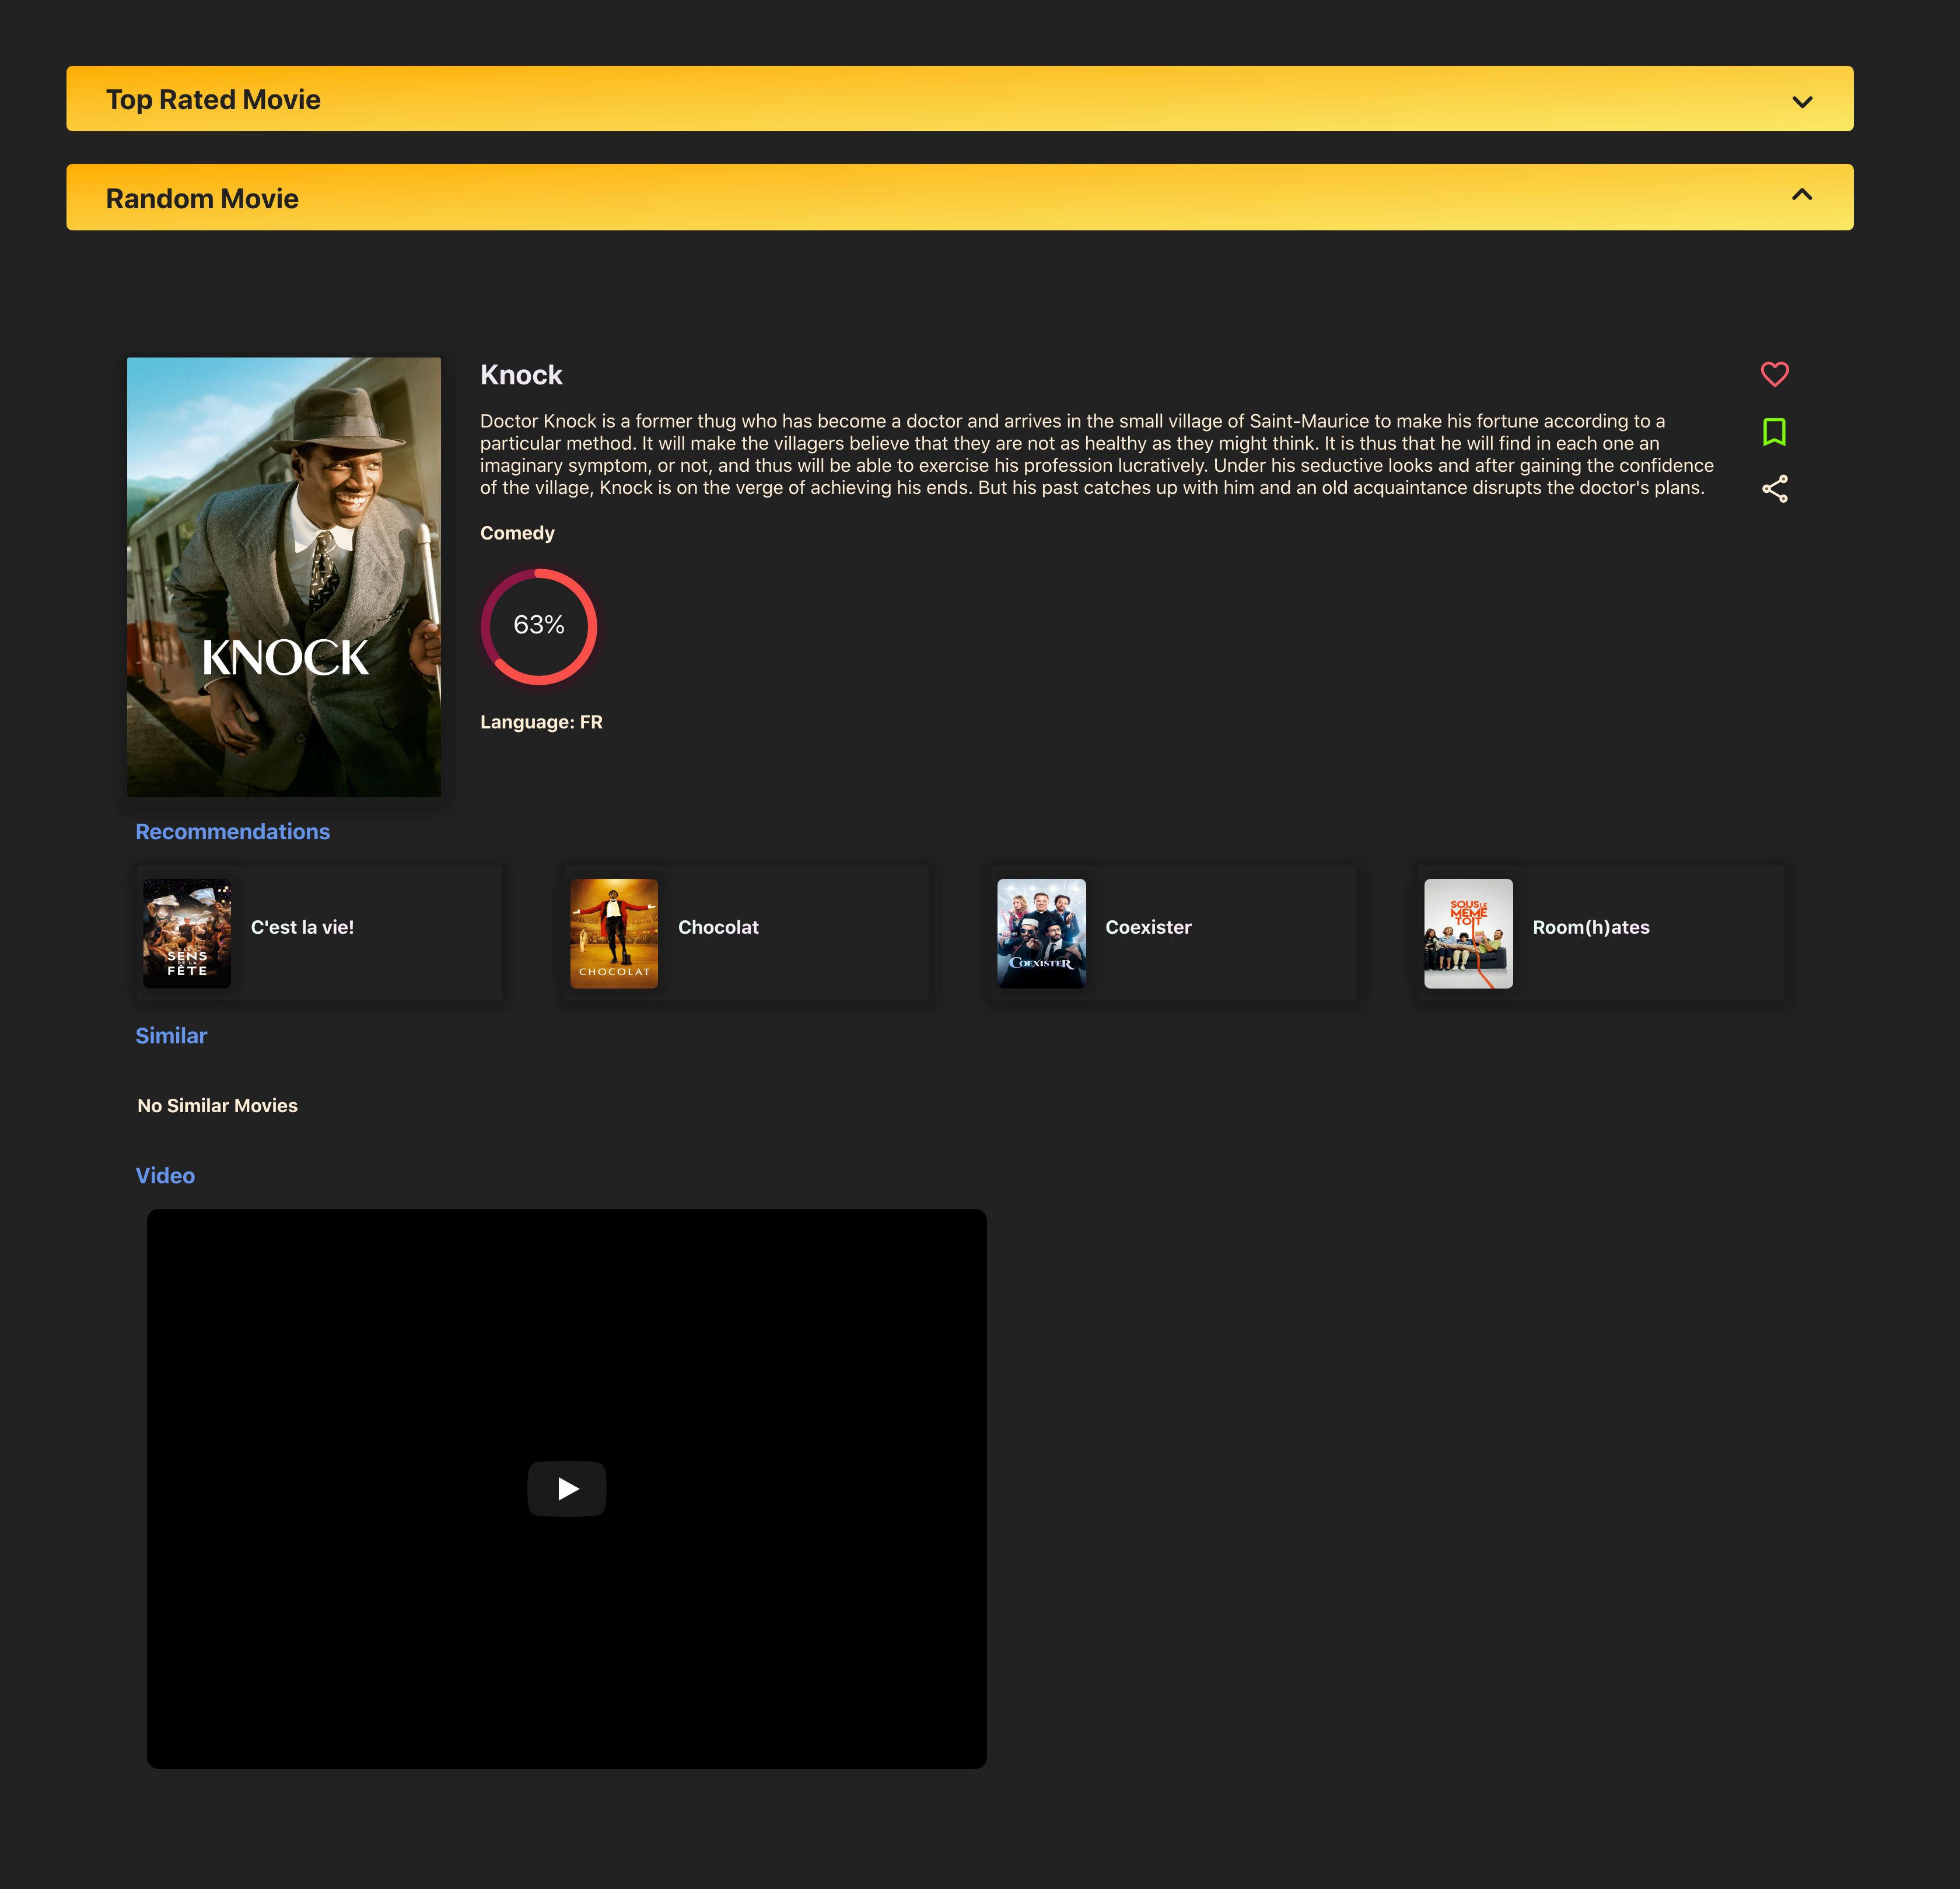 Top Rated Movie
Random Movie
KNOCK
Knock
Doctor Knock is a former thug who has become a doctor and arrives in the small village of Saint-Maurice to make his fortune according to a
particular method. It will make the villagers believe that they are not as healthy as they might think. It is thus that he will find in each one an
imaginary symptom, or not, and thus will be able to exercise his profession lucratively. Under his seductive looks and after gaining the confidence
of the village, Knock is on the verge of achieving his ends. But his past catches up with him and an old acquaintance disrupts the doctor's plans.
Comedy
63%
Language: FR
Recommendations
SENS
DE LA
FÊTE
C'est la vie!
CHOCOLAT
Chocolat
COEXISTER
Coexister
SOUS LE
MÊME
TOIT
Room(h)ates
Similar
No Similar Movies
Video